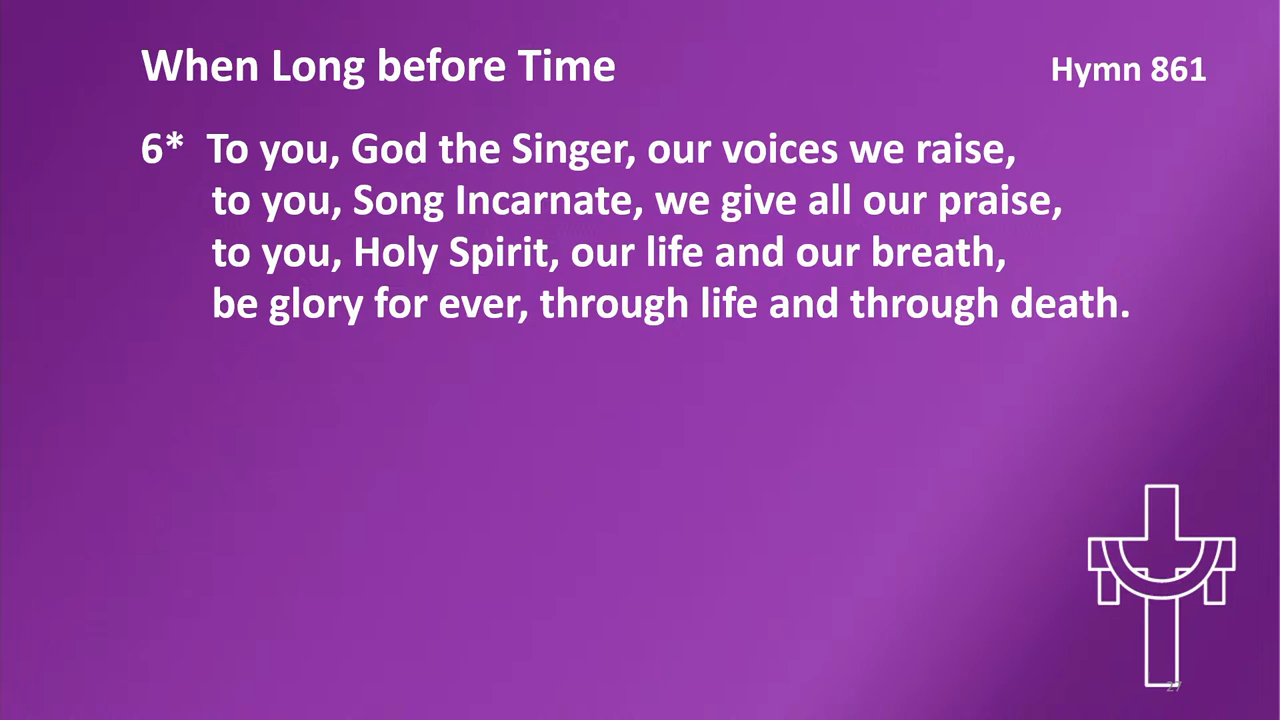 When Long before Time
Hymn 861
6* To you, God the Singer, our voices we raise,
to you, Song Incarnate, we give all our praise,
to you, Holy Spirit, our life and our breath,
be glory for ever, through life and through death.
27